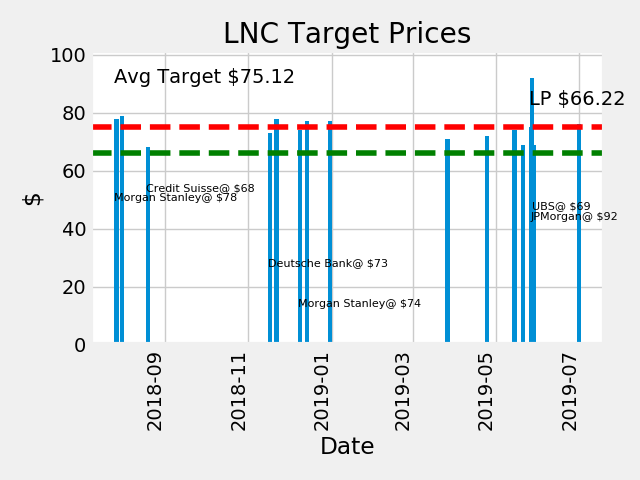 LNC Target Prices
100
Avg Target $75.12
LP $66.22
80
60
Credit Suisse@ $68
Morgan Stanley@ $78
UBS@ $69
JPMorgan@ $92
$
40
Deutsche Bank@ $73
20
Morgan Stanley@ $74
0
2018-09
2018-11
2019-01
2019-03
2019-05
2019-07
Date